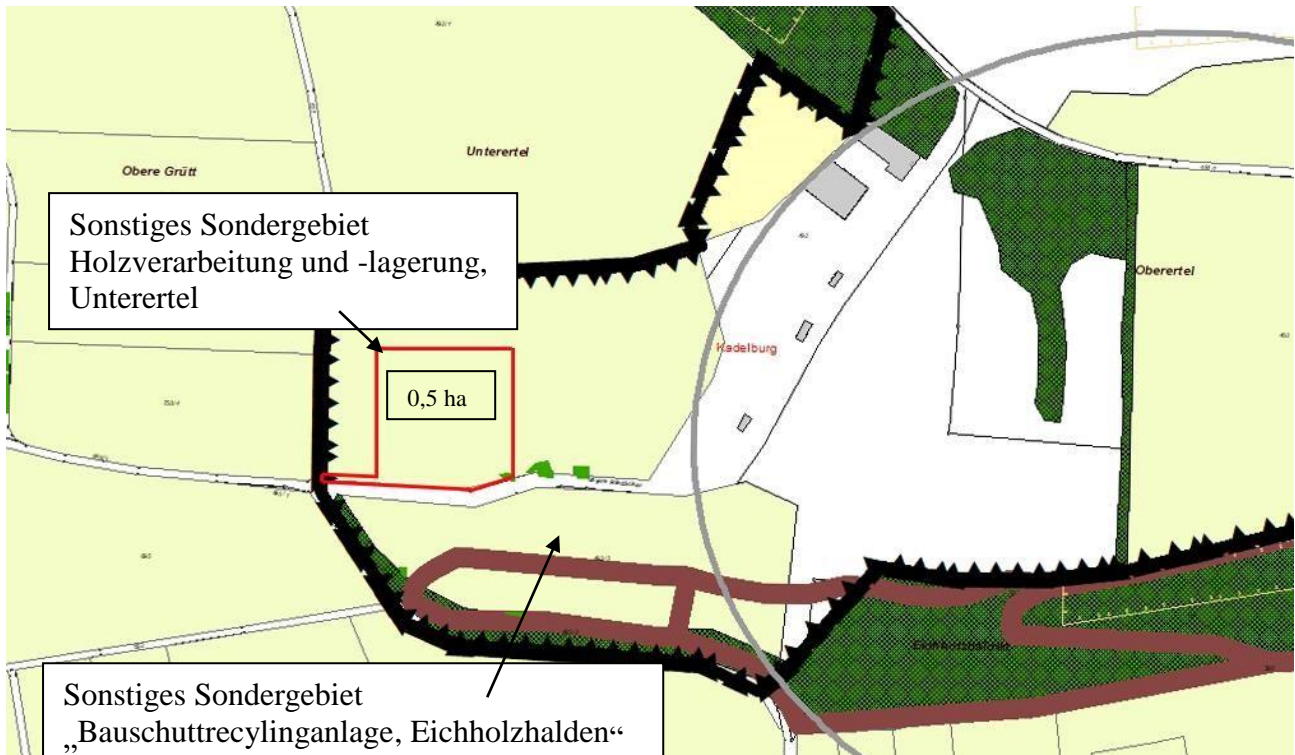 Unterertel
Obere Grütt
Sonstiges Sondergebiet
Holzverarbeitung und -lagerung,
Unterertel
Oberertel
Kadelburg
0,5 ha
Sonstiges Sondergebiet
„Bauschuttrecylinganlage, Eichholzhalden“